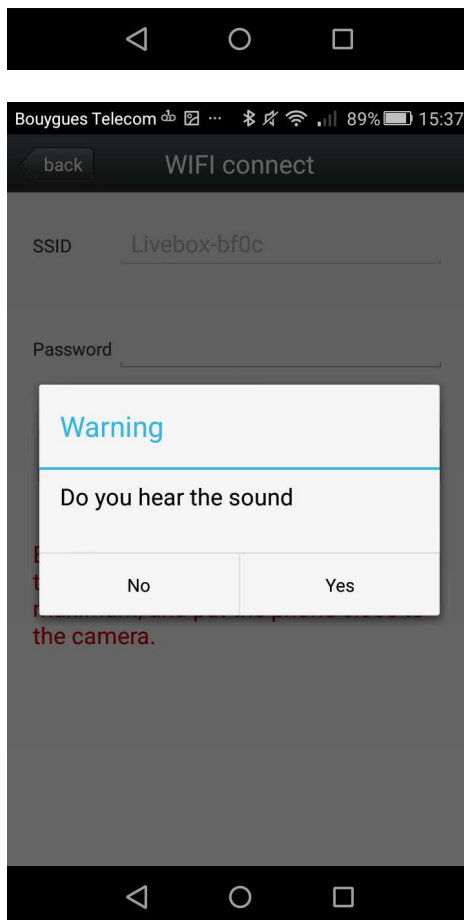 Bouygues Telecom ... 89% 15:37
back WIFI connect
SSID Livebox-bf0c
Password
Warning
Do you hear the sound
No Yes
the camera.